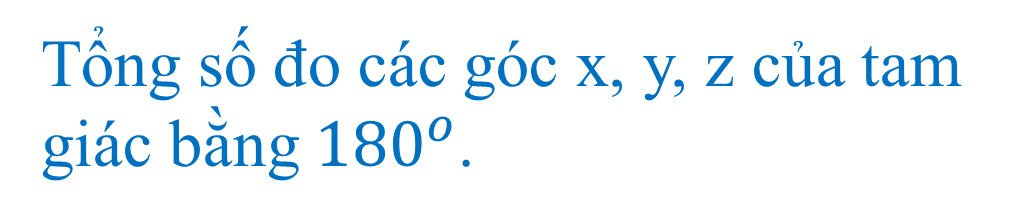 Tổng số đo các góc x, y, z của tam
giác bằng 180°.